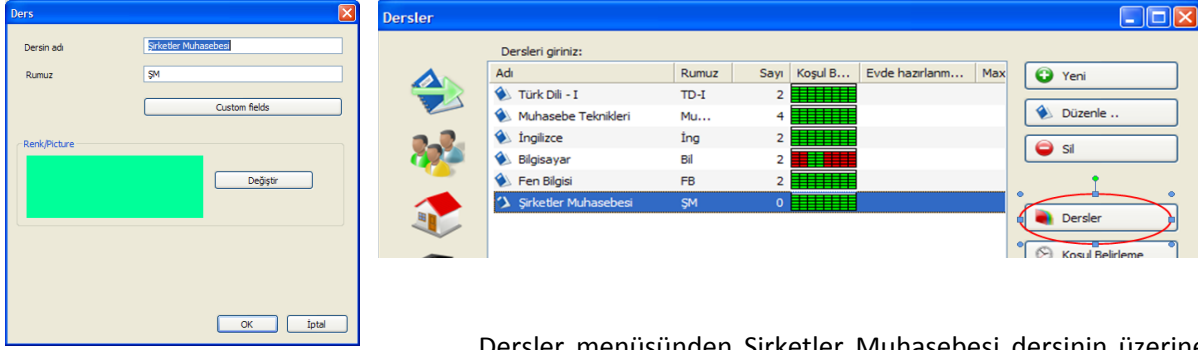 Ders
Dersin adı
Şirketler Muhasebesi
Rumuz
ŞM
Custom fields
Renk/Picture
Değiştir
OK
İptal
Dersler
Dersleri giriniz:
Adı Rumuz Sayı Koşul B... Evde hazırlanm... Max
Türk Dili - I TD-I 2
Muhasebe Teknikleri Mu... 4
İngilizce İng 2
Bilgisayar Bil 2
Fen Bilgisi FB 2
Şirketler Muhasebesi ŞM 0
Yeni
Düzenle ..
Sil
Dersler
Koşul Belirleme
Dersler menüsünden Şirketler Muhasebesi dersinin üzerine